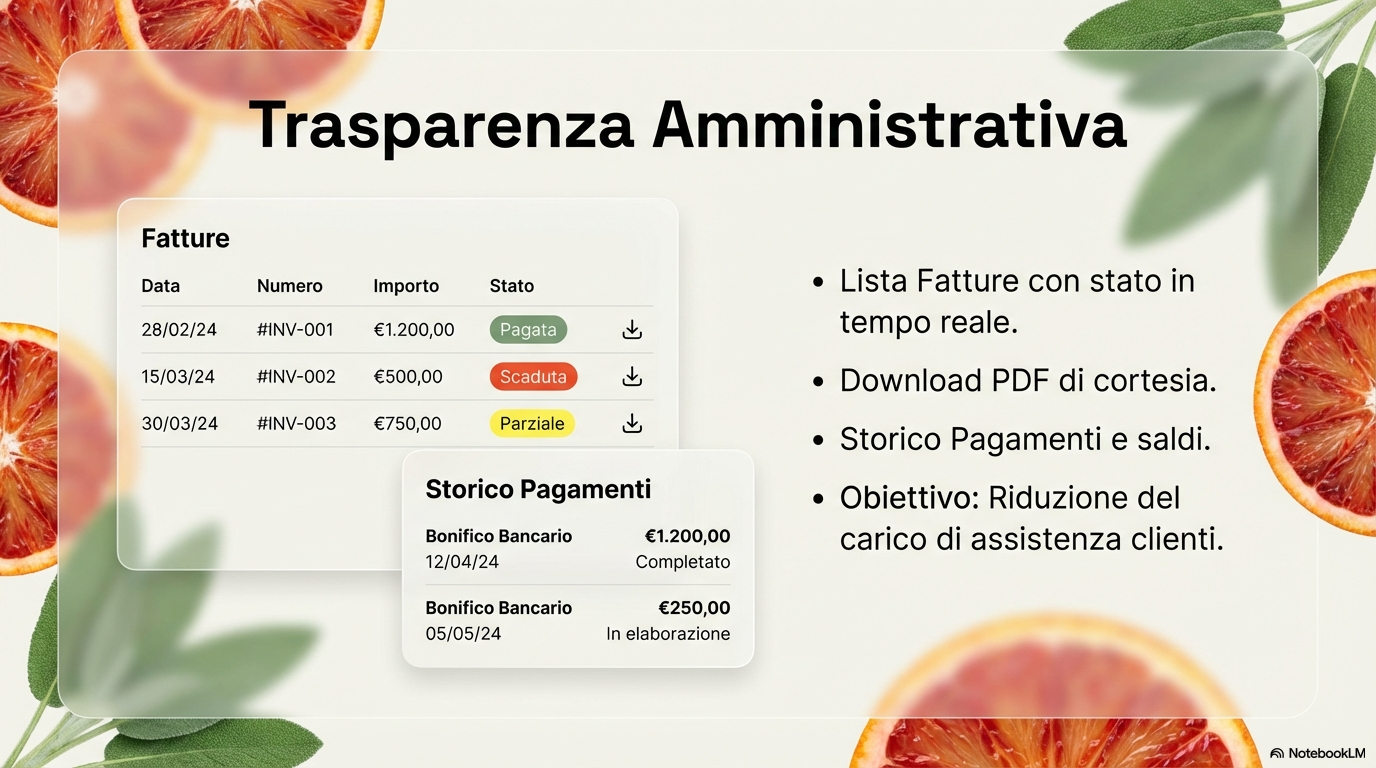 Trasparenza Amministrativa
Fatture
Data Numero Importo Stato
28/02/24 #INV-001 €1.200,00 Pagata
15/03/24 #INV-002 €500,00 Scaduta
30/03/24 #INV-003 €750,00 Parziale
Storico Pagamenti
Bonifico Bancario €1.200,00
12/04/24 Completato
Bonifico Bancario €250,00
05/05/24 In elaborazione
• Lista Fatture con stato in
tempo reale.
• Download PDF di cortesia.
• Storico Pagamenti e saldi.
• Obiettivo: Riduzione del
carico di assistenza clienti.
NotebookLM